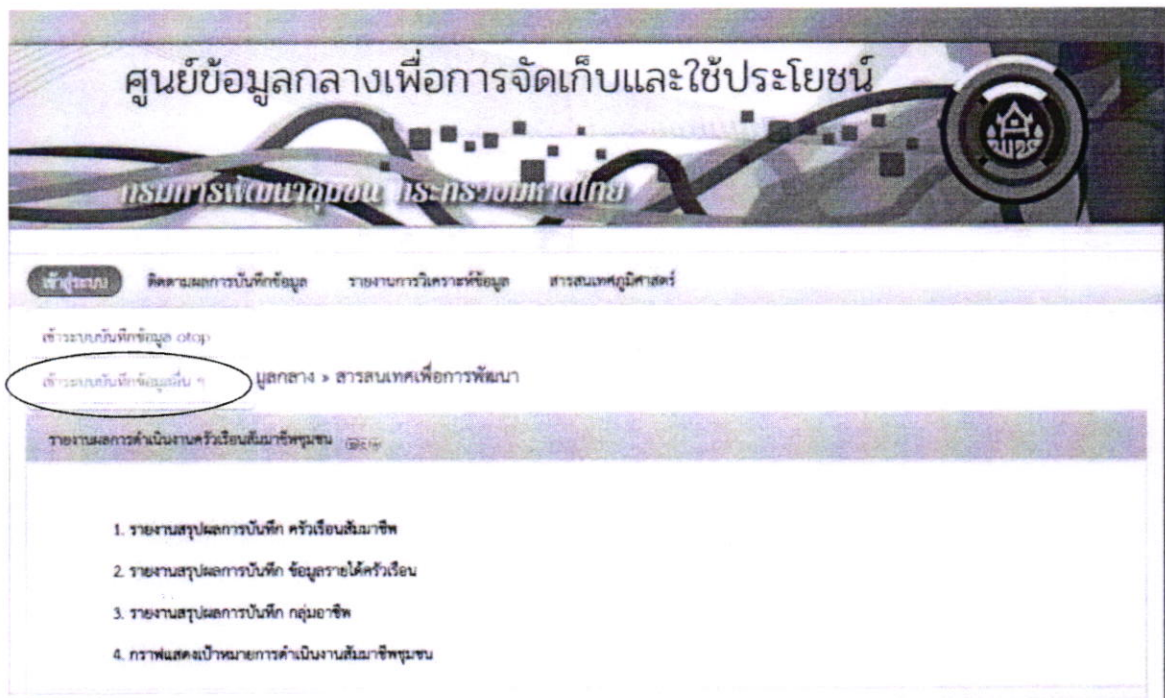 ศูนย์ข้อมูลกลางเพื่อการจัดเก็บและใช้ประโยชน์
พช
กรมการพัฒนาชุมชน กระทรวงมหาดไทย
เข้าสู่ระบบ ติดตามผลการบันทึกข้อมูล รายงานการวิเคราะห์ข้อมูล สารสนเทศภูมิศาสตร์
เข้าระบบบันทึกข้อมูล otop
เข้าระบบบันทึกข้อมูลอื่น ๆ มูลกลาง » สารสนเทศเพื่อการพัฒนา
รายงานผลการดำเนินงานครัวเรือนสัมมาชีพชุมชน
1. รายงานสรุปผลการบันทึก ครัวเรือนสัมมาชีพ
2. รายงานสรุปผลการบันทึก ข้อมูลรายได้ครัวเรือน
3. รายงานสรุปผลการบันทึก กลุ่มอาชีพ
4. กราฟแสดงเป้าหมายการดำเนินงานสัมมาชีพชุมชน